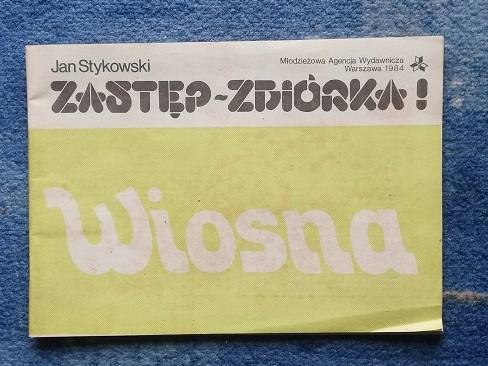 Jan Stykowski
Młodzieżowa Agencja Wydawnicza
Warszawa 1984
ZASTĘP-ZBIÓRKA!
Wiosna